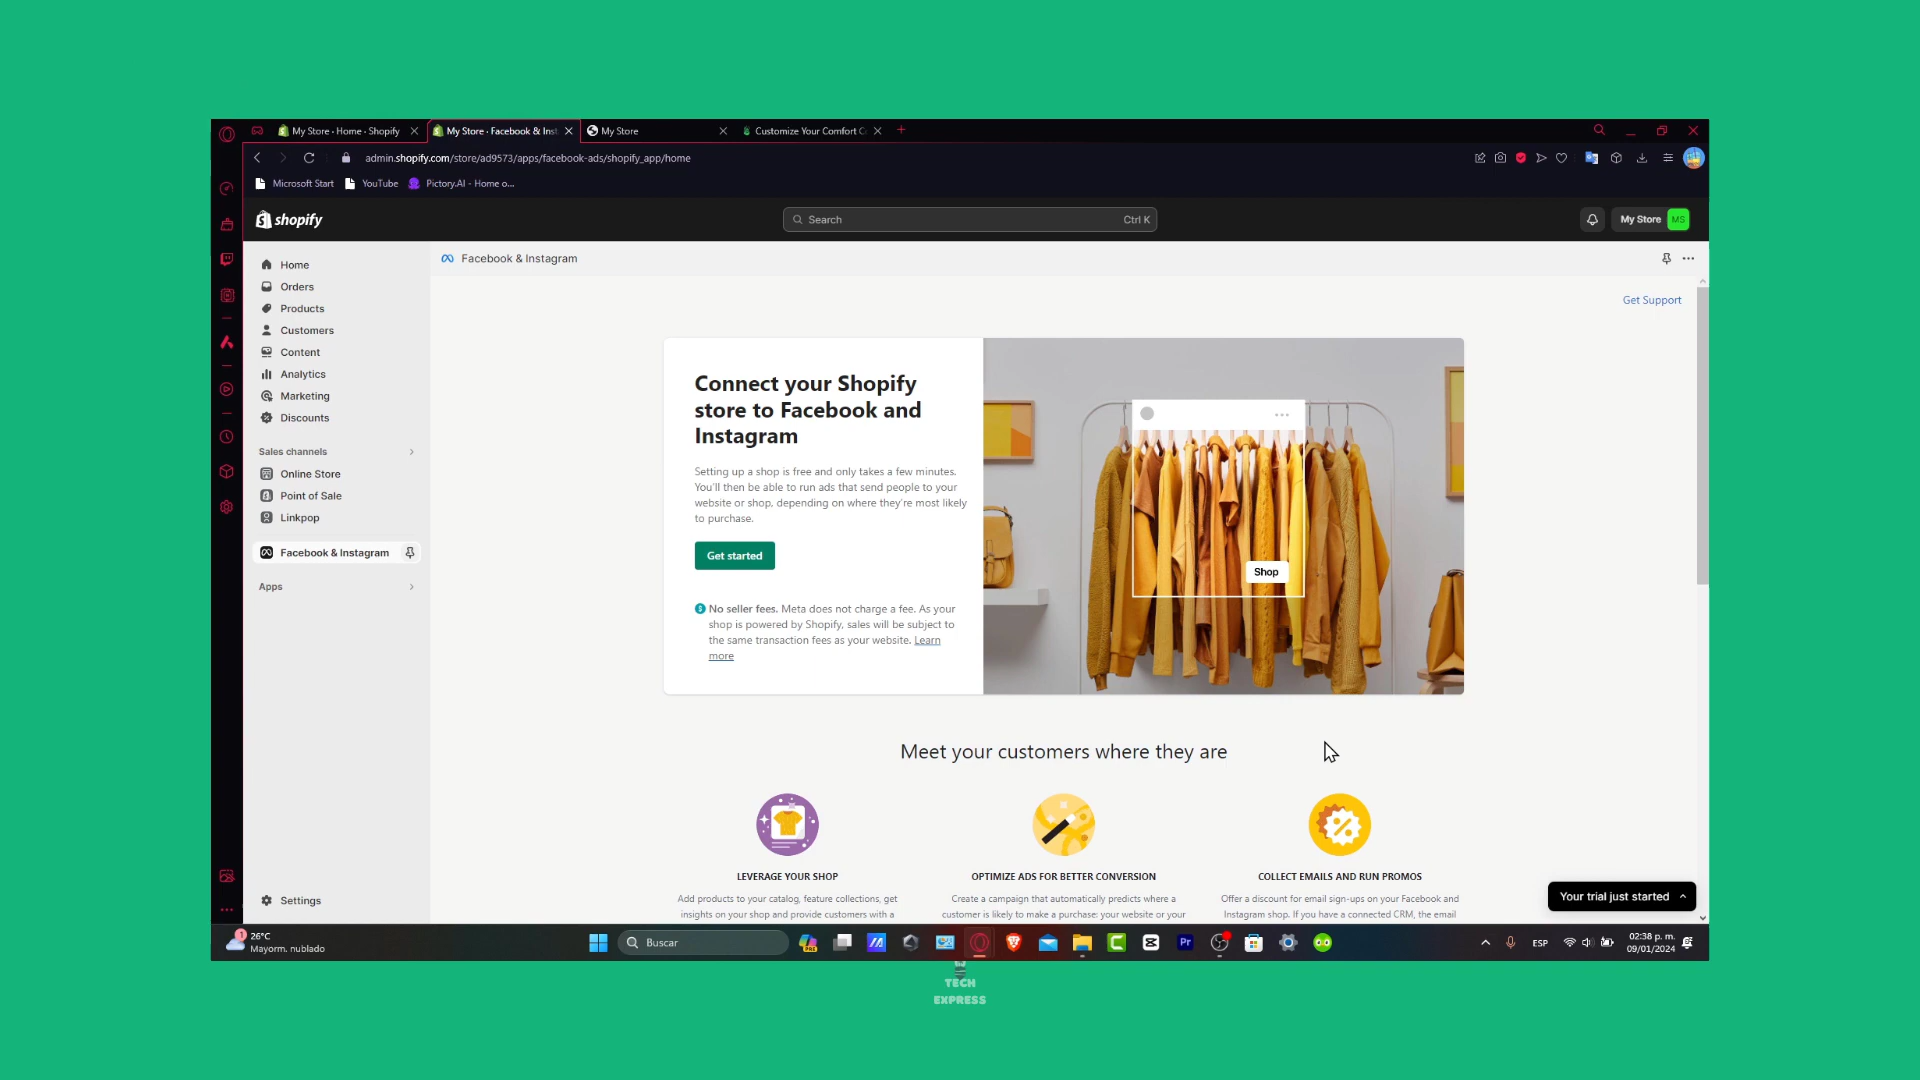 My Store · Home · Shopify
My Store · Facebook & Inst
My Store
Customize Your Comfort C
admin.shopify.com/store/ad9573/apps/facebook-ads/shopify_app/home
Microsoft Start
YouTube
Pictory.AI - Home o...
shopify
Search
Ctrl K
My Store
MS
Home
Orders
Products
Customers
Content
Analytics
Marketing
Discounts
Sales channels
Online Store
Point of Sale
Linkpop
Facebook & Instagram
Apps
Settings
Facebook & Instagram
Get Support
Connect your Shopify
store to Facebook and
Instagram
Setting up a shop is free and only takes a few minutes.
You'll then be able to run ads that send people to your
website or shop, depending on where they're most likely
to purchase.
Get started
No seller fees. Meta does not charge a fee. As your
shop is powered by Shopify, sales will be subject to
the same transaction fees as your website. Learn
more
Shop
Meet your customers where they are
LEVERAGE YOUR SHOP
Add products to your catalog, feature collections, get
insights on your shop and provide customers with a
OPTIMIZE ADS FOR BETTER CONVERSION
Create a campaign that automatically predicts where a
customer is likely to make a purchase: your website or your
COLLECT EMAILS AND RUN PROMOS
Offer a discount for email sign-ups on your Facebook and
Instagram shop. If you have a connected CRM, the email
Your trial just started
1
26°C
Mayorm. nublado
Buscar
PRE
Pr
ESP
02:38 p. m.
09/01/2024
TECH
EXPRESS